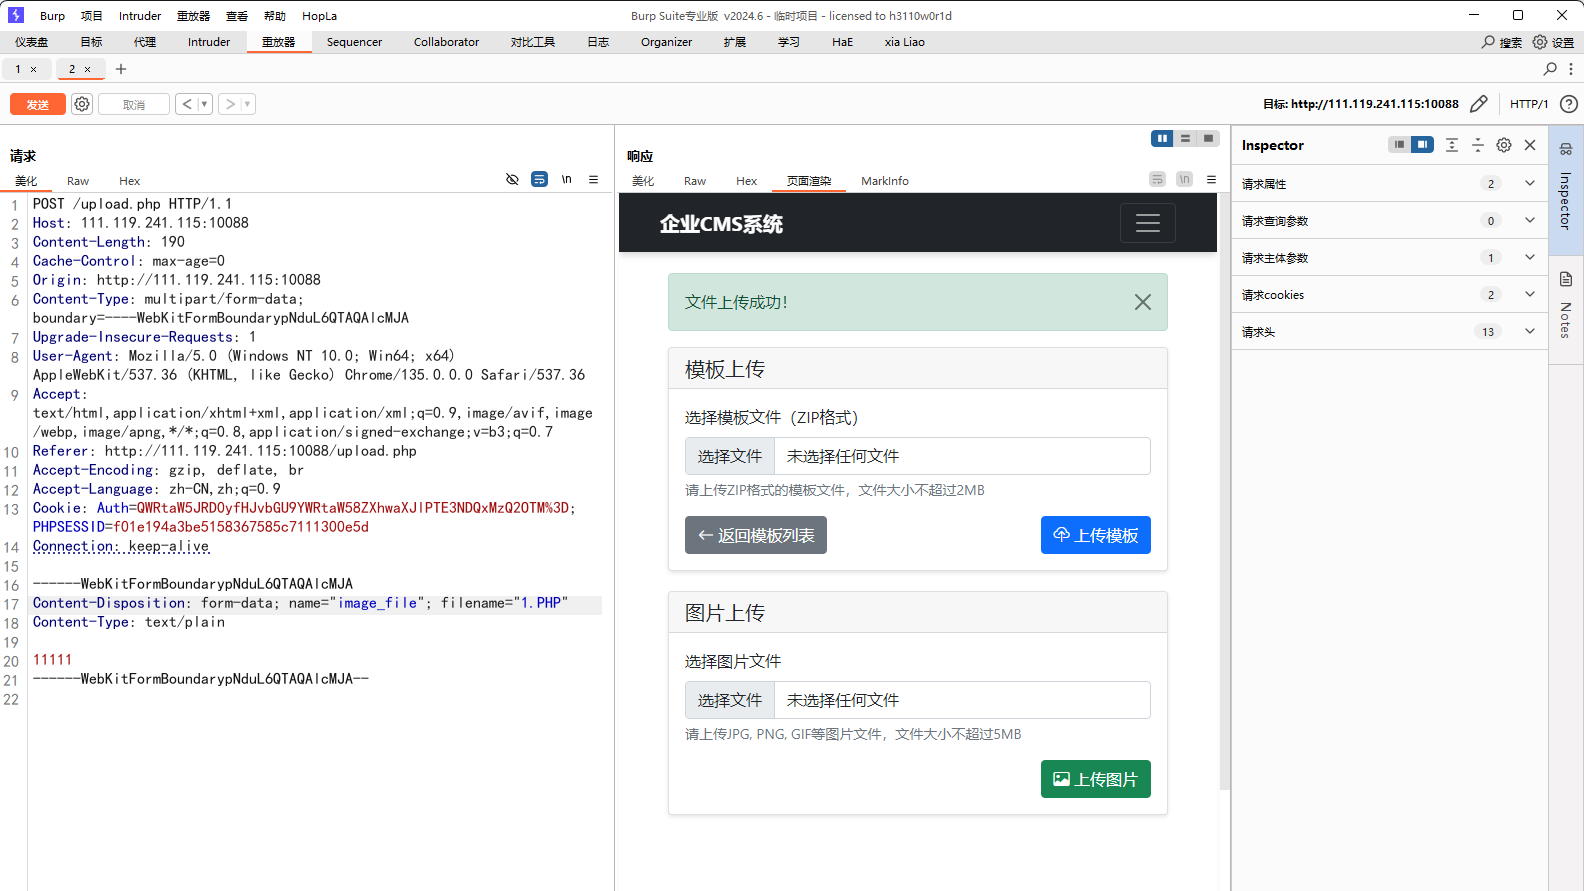 Burp 项目 Intruder 重放器 查看 帮助 HopLa
Burp Suite专业版 v2024.6 - 临时项目 - licensed to h3110w0r1d
仪表盘 目标 代理 Intruder 重放器 Sequencer Collaborator 对比工具 日志 Organizer 扩展 学习 HaE xia Liao
搜索 设置
1 × 2 × +
发送 取消 < ▼ > ▼
目标: http://111.119.241.115:10088 HTTP/1 ?
请求
美化 Raw Hex \n
1 POST /upload.php HTTP/1.1
2 Host: 111.119.241.115:10088
3 Content-Length: 190
4 Cache-Control: max-age=0
5 Origin: http://111.119.241.115:10088
6 Content-Type: multipart/form-data;
boundary=----WebKitFormBoundarypNduL6QTAQAlcMJA
7 Upgrade-Insecure-Requests: 1
8 User-Agent: Mozilla/5.0 (Windows NT 10.0; Win64; x64)
AppleWebKit/537.36 (KHTML, like Gecko) Chrome/135.0.0.0 Safari/537.36
9 Accept:
text/html,application/xhtml+xml,application/xml;q=0.9,image/avif,image
/webp,image/apng,*/*;q=0.8,application/signed-exchange;v=b3;q=0.7
10 Referer: http://111.119.241.115:10088/upload.php
11 Accept-Encoding: gzip, deflate, br
12 Accept-Language: zh-CN,zh;q=0.9
13 Cookie: Auth=QWRtaW5JRDOyfHJvbGU9YWRtaW58ZXhwaXJlPTE3NDQxMzQ2OTM%3D;
PHPSESSID=f01e194a3be5158367585c7111300e5d
14 Connection: keep-alive
15
16 ------WebKitFormBoundarypNduL6QTAQAlcMJA
17 Content-Disposition: form-data; name="image_file"; filename="1.PHP"
18 Content-Type: text/plain
19
20 11111
21 ------WebKitFormBoundarypNduL6QTAQAlcMJA--
22
响应
美化 Raw Hex 页面渲染 MarkInfo \n
企业CMS系统
文件上传成功！
模板上传
选择模板文件（ZIP格式）
选择文件 未选择任何文件
请上传ZIP格式的模板文件，文件大小不超过2MB
← 返回模板列表 上传模板
图片上传
选择图片文件
选择文件 未选择任何文件
请上传JPG, PNG, GIF等图片文件，文件大小不超过5MB
上传图片
Inspector
请求属性 2
请求查询参数 0
请求主体参数 1
请求cookies 2
请求头 13
Inspector
Notes